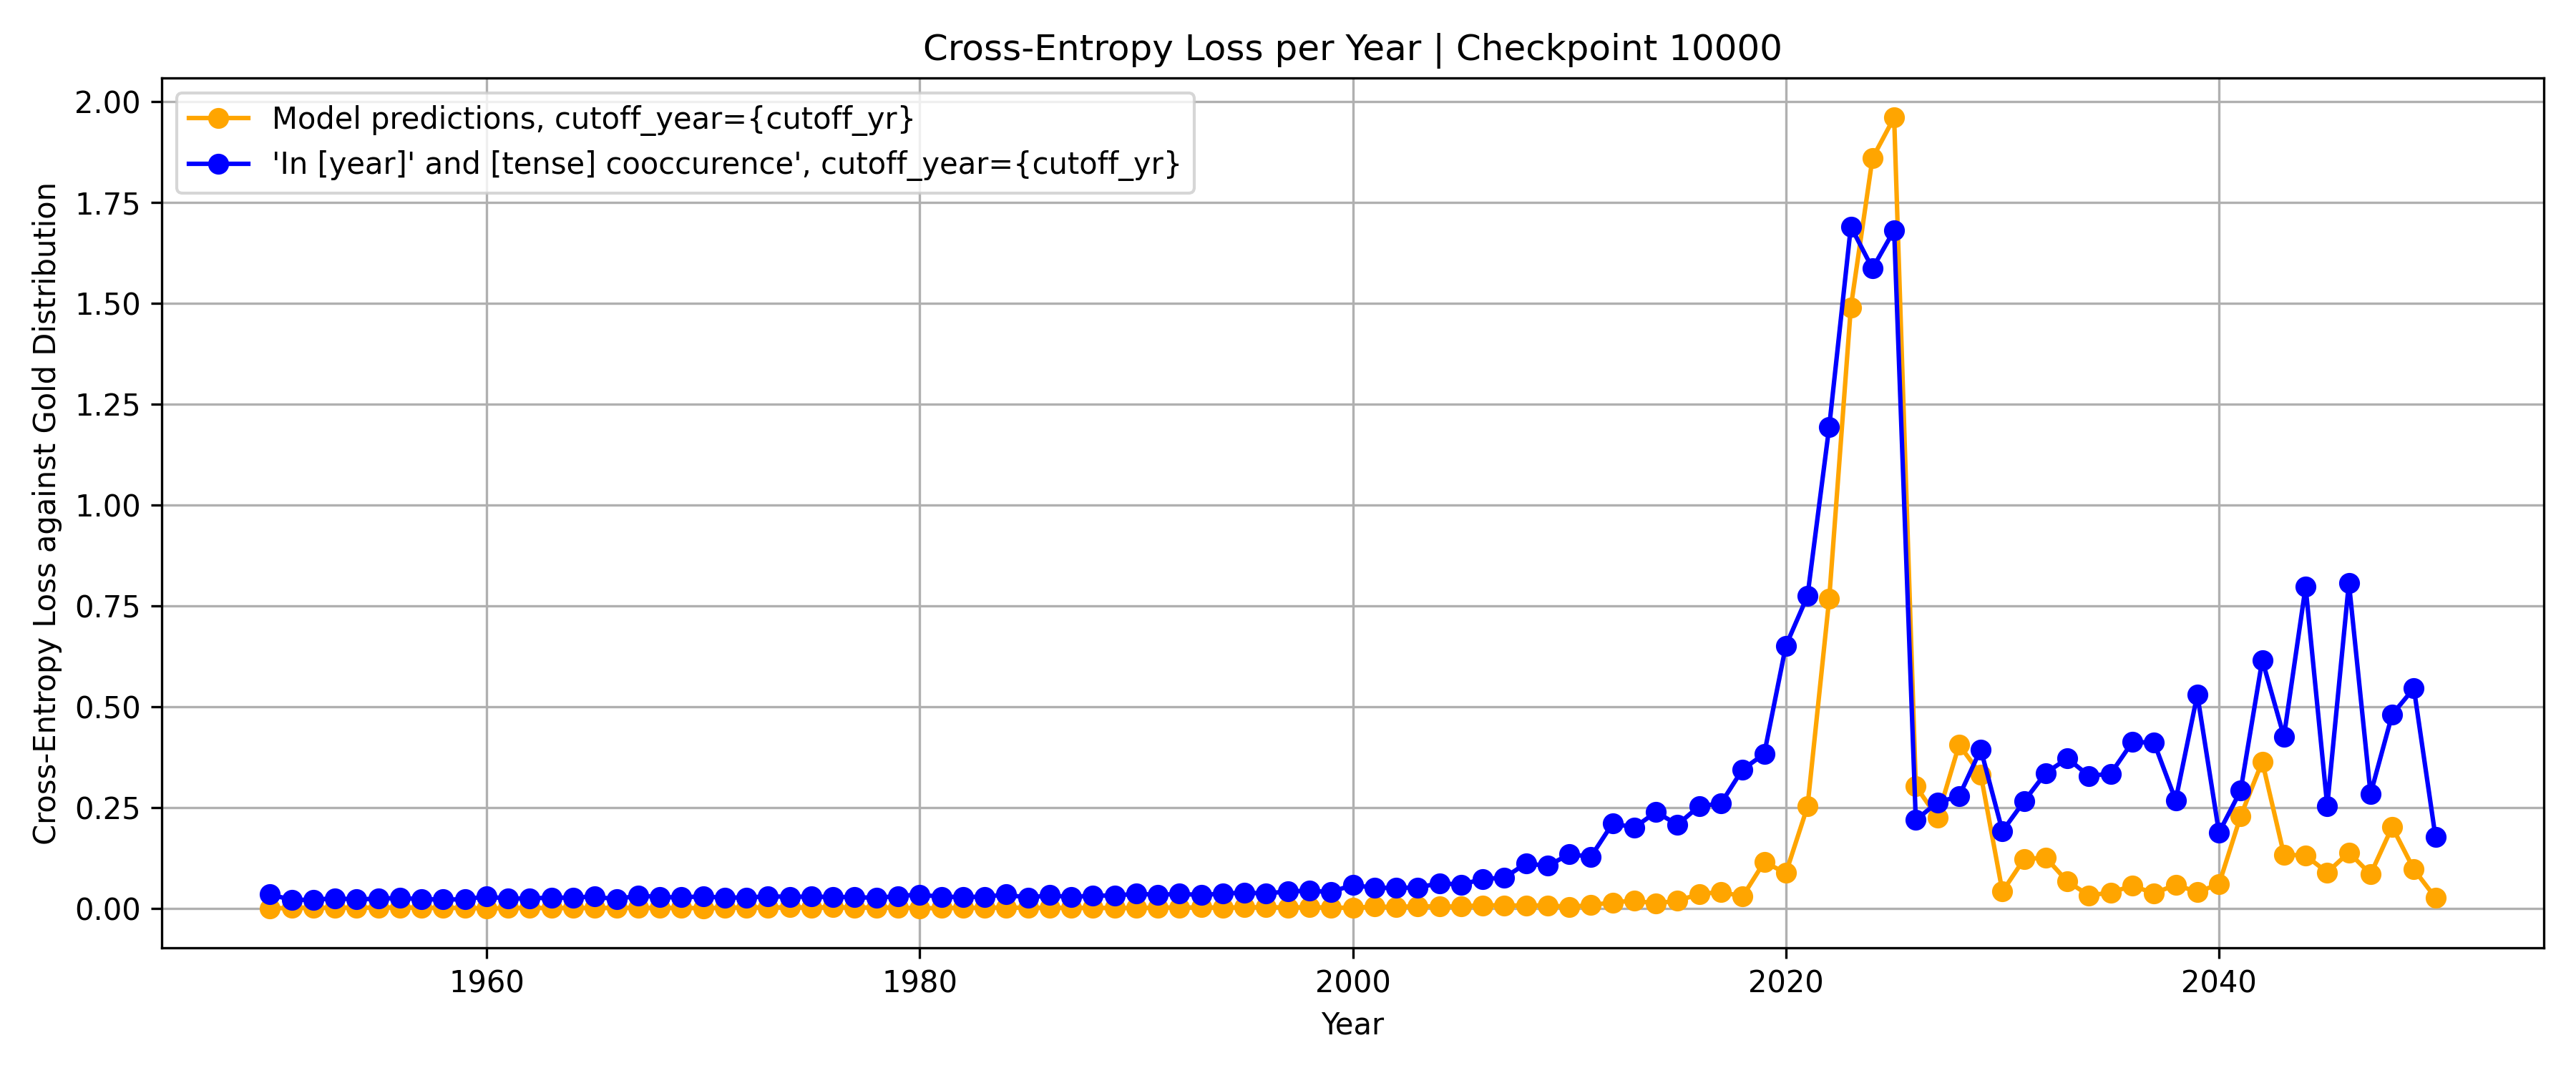 Cross-Entropy Loss per Year | Checkpoint 10000
Model predictions, cutoff_year={cutoff_yr}
'In [year]' and [tense] cooccurence', cutoff_year={cutoff_yr}
Cross-Entropy Loss against Gold Distribution
2.00
1.75
1.50
1.25
1.00
0.75
0.50
0.25
0.00
1960
1980
2000
2020
2040
Year